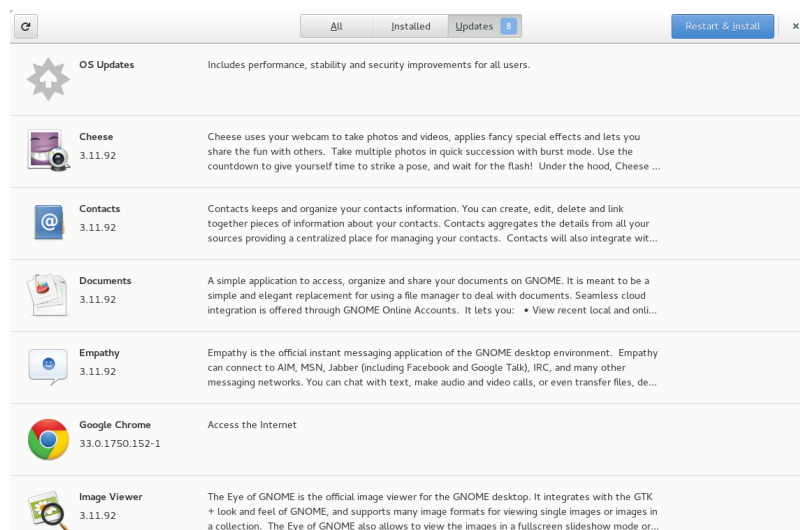 All Installed Updates 8 Restart & Install ×
OS Updates
Includes performance, stability and security improvements for all users.
Cheese
3.11.92
Cheese uses your webcam to take photos and videos, applies fancy special effects and lets you
share the fun with others.  Take multiple photos in quick succession with burst mode. Use the
countdown to give yourself time to strike a pose, and wait for the flash!  Under the hood, Cheese ...
Contacts
3.11.92
Contacts keeps and organize your contacts information. You can create, edit, delete and link
together pieces of information about your contacts. Contacts aggregates the details from all your
sources providing a centralized place for managing your contacts.  Contacts will also integrate wit...
Documents
3.11.92
A simple application to access, organize and share your documents on GNOME. It is meant to be a
simple and elegant replacement for using a file manager to deal with documents. Seamless cloud
integration is offered through GNOME Online Accounts.  It lets you:   • View recent local and onli...
Empathy
3.11.92
Empathy is the official instant messaging application of the GNOME desktop environment.  Empathy
can connect to AIM, MSN, Jabber (including Facebook and Google Talk), IRC, and many other
messaging networks. You can chat with text, make audio and video calls, or even transfer files, de...
Google Chrome
33.0.1750.152-1
Access the Internet
Image Viewer
3.11.92
The Eye of GNOME is the official image viewer for the GNOME desktop. It integrates with the GTK
+ look and feel of GNOME, and supports many image formats for viewing single images or images in
a collection.  The Eye of GNOME also allows to view the images in a fullscreen slideshow mode or...